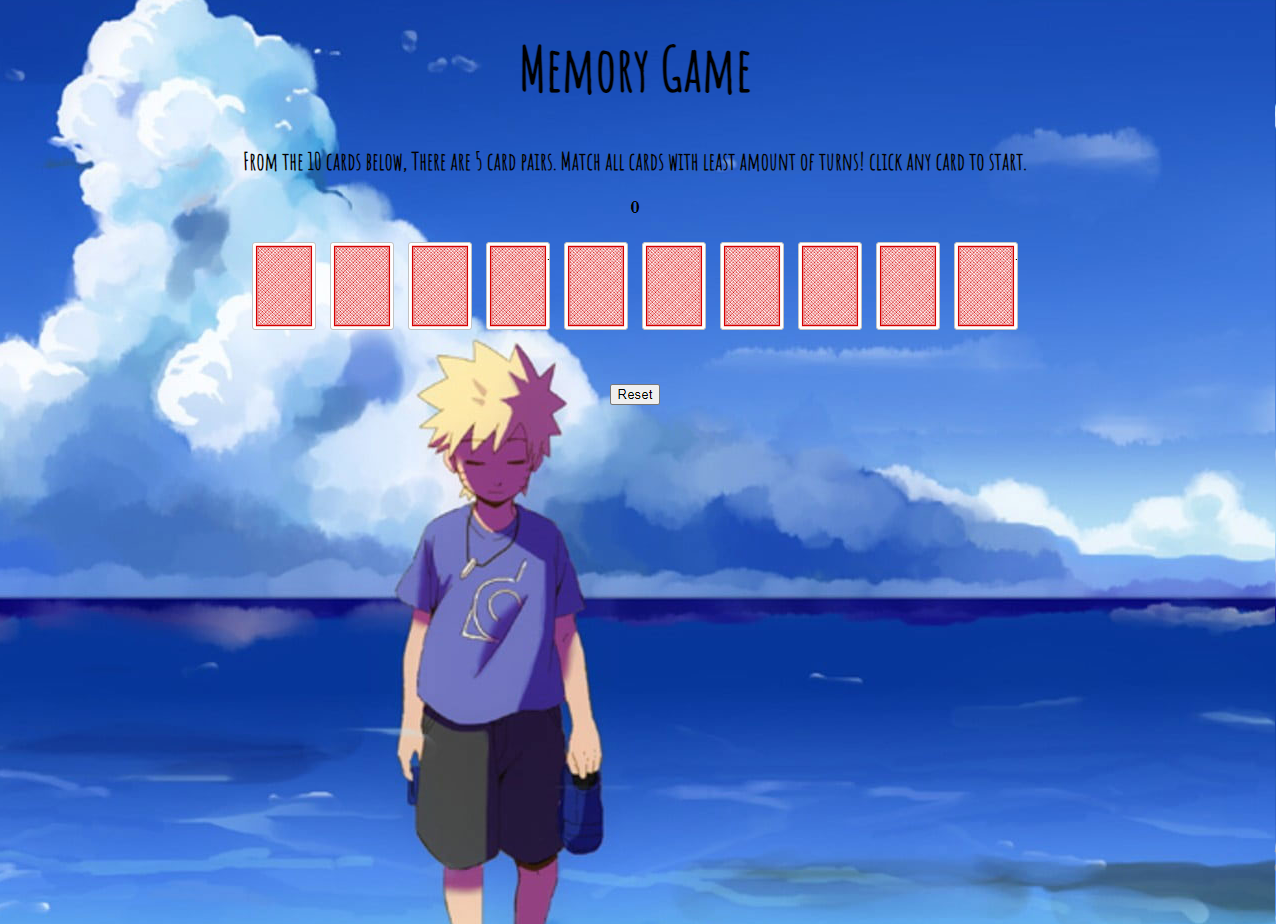 Memory Game
From the 10 cards below, There are 5 card pairs. Match all cards with least amount of turns! click any card to start.
0
Reset